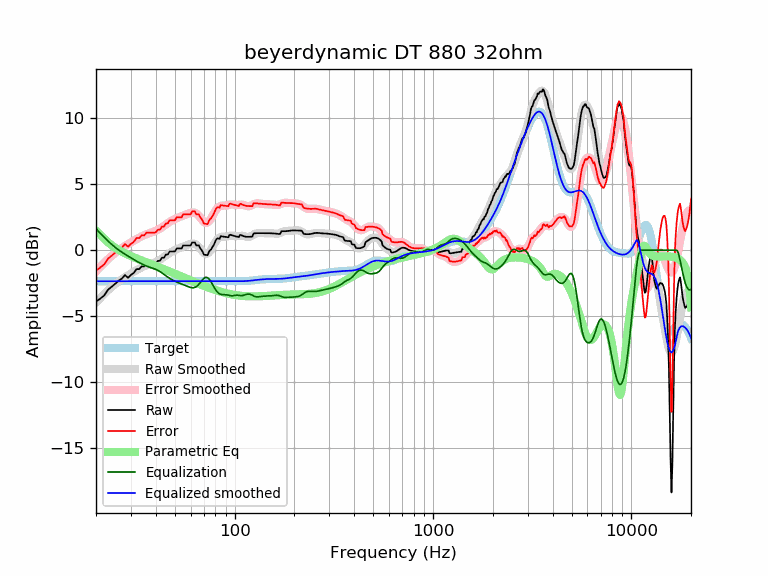 beyerdynamic DT 880 32ohm
10
5
0
−5
−10
−15
Amplitude (dBr)
Target
Raw Smoothed
Error Smoothed
Raw
Error
Parametric Eq
Equalization
Equalized smoothed
100 1000 10000
Frequency (Hz)